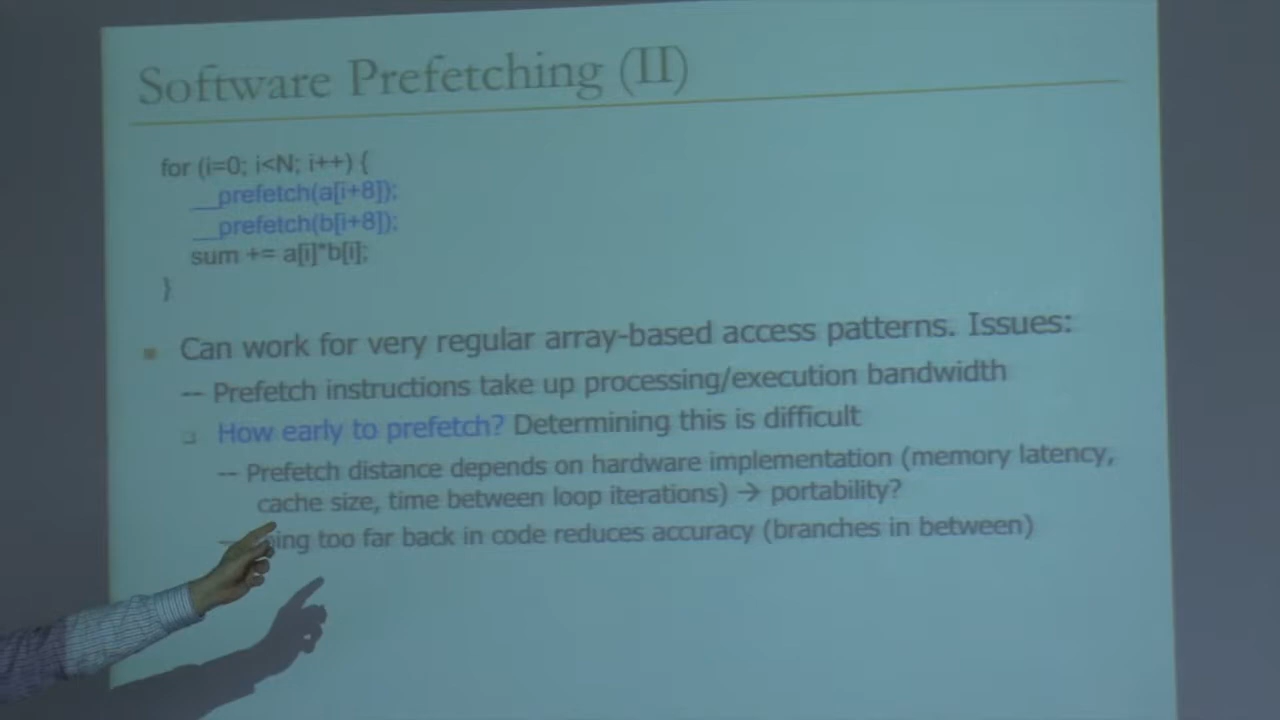 Software Prefetching (II)
for (i=0; i<N; i++) {
__prefetch(a[i+8]);
__prefetch(b[i+8]);
sum += a[i]*b[i];
}
Can work for very regular array-based access patterns. Issues:
-- Prefetch instructions take up processing/execution bandwidth
How early to prefetch? Determining this is difficult
-- Prefetch distance depends on hardware implementation (memory latency,
cache size, time between loop iterations) → portability?
too far back in code reduces accuracy (branches in between)